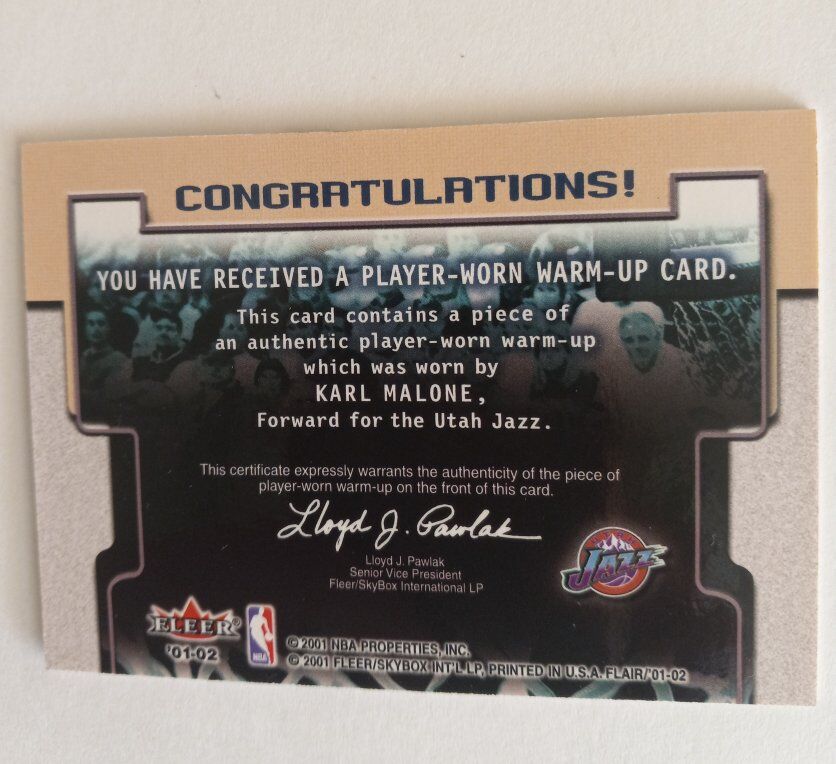 CONGRATULATIONS!
YOU HAVE RECEIVED A PLAYER-WORN WARM-UP CARD.
This card contains a piece of
an authentic player-worn warm-up
which was worn by
KARL MALONE,
Forward for the Utah Jazz.
This certificate expressly warrants the authenticity of the piece of
player-worn warm-up on the front of this card.
Lloyd J. Pawlak
Lloyd J. Pawlak
Senior Vice President
Fleer/SkyBox International LP
UTAH
JAZZ
FLEER®
'01-02
NBA
© 2001 NBA PROPERTIES, INC.
© 2001 FLEER/SKYBOX INT'L LP, PRINTED IN U.S.A. FLAIR/'01-02